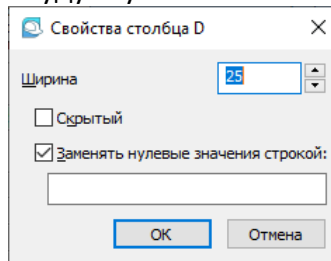 Свойства столбца D
Ширина 25
Скрытый
Заменять нулевые значения строкой:
ОК Отмена